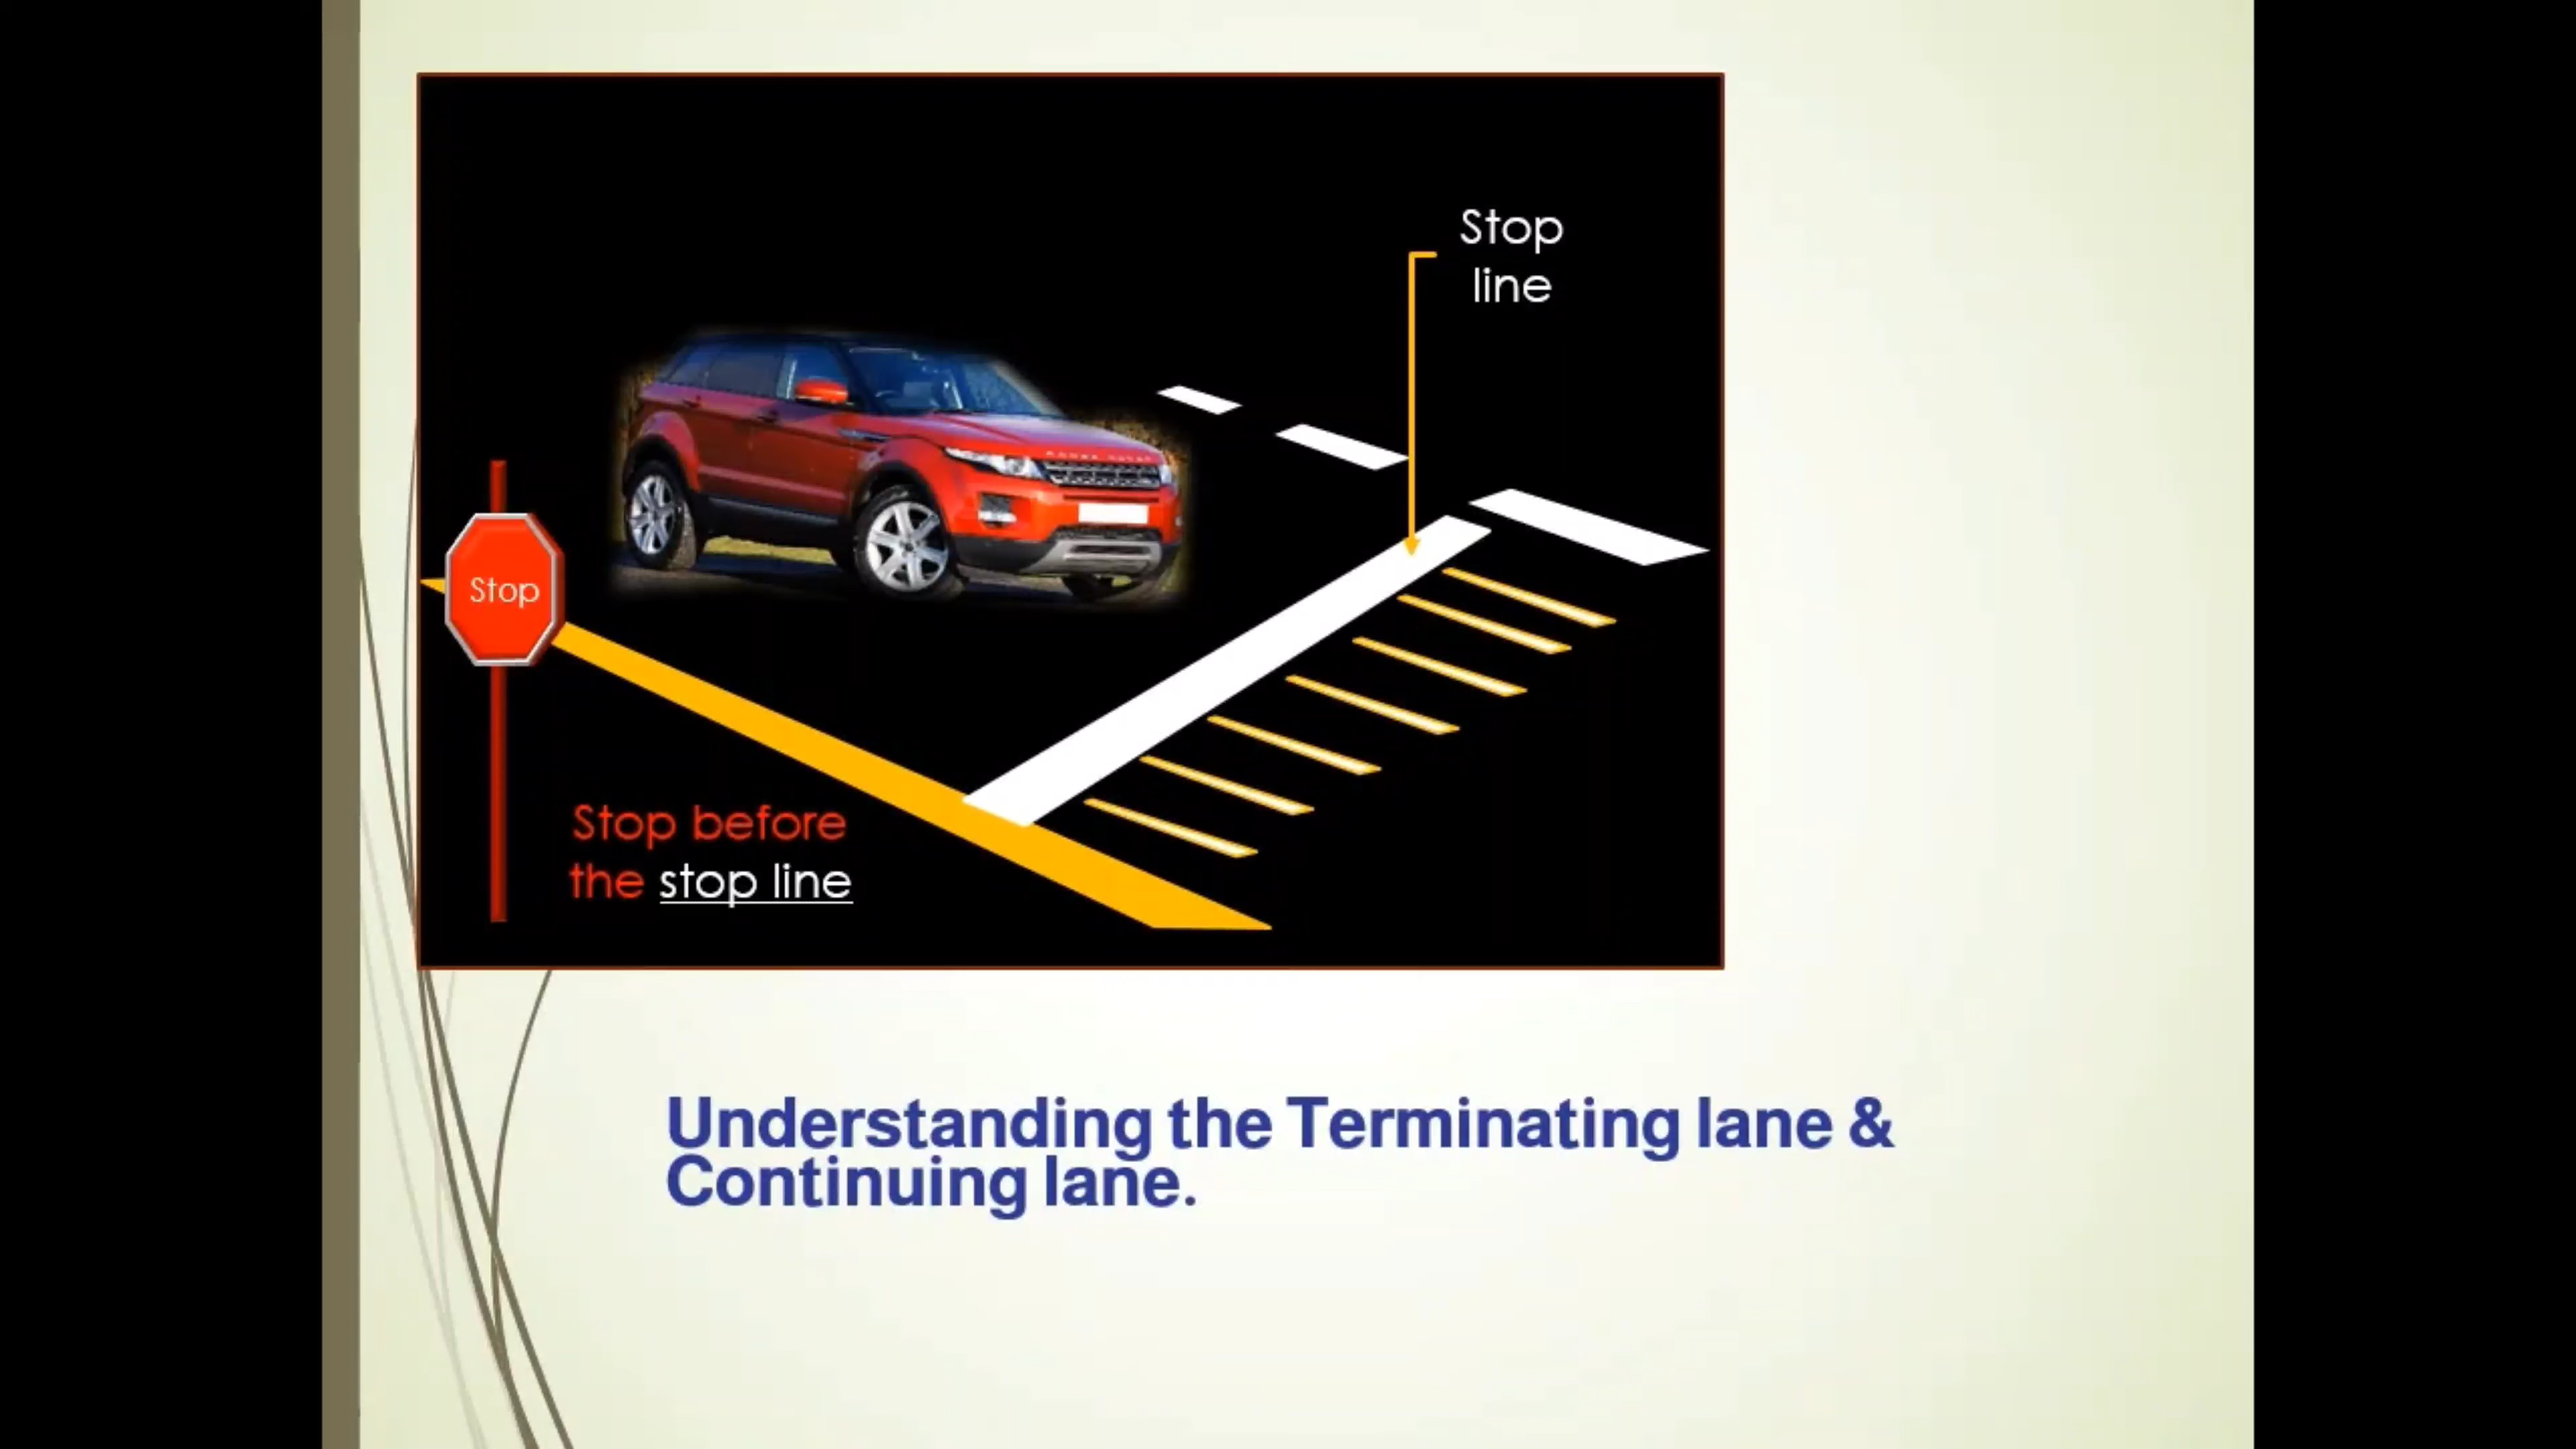 Stop
line
Stop
Stop before
the stop line
Understanding the Terminating lane &
Continuing lane.